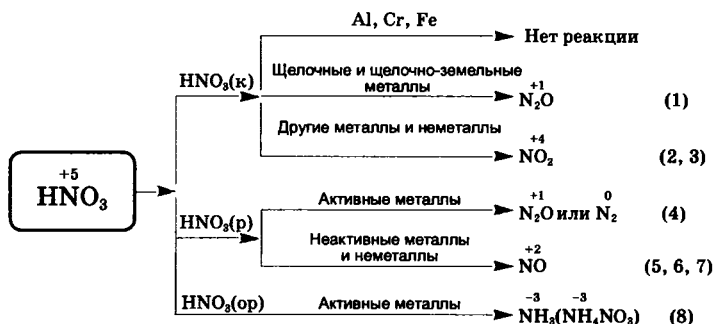 Al, Cr, Fe
Нет реакции
HNO₃(к)
Щелочные и щелочно-земельные
металлы
+1
N₂O
(1)
Другие металлы и неметаллы
+4
NO₂
(2, 3)
+5
HNO₃
HNO₃(р)
Активные металлы
+1 0
N₂O или N₂
(4)
Неактивные металлы
и неметаллы
+2
NO
(5, 6, 7)
HNO₃(ор)
Активные металлы
−3 −3
NH₃(NH₄NO₃)
(8)